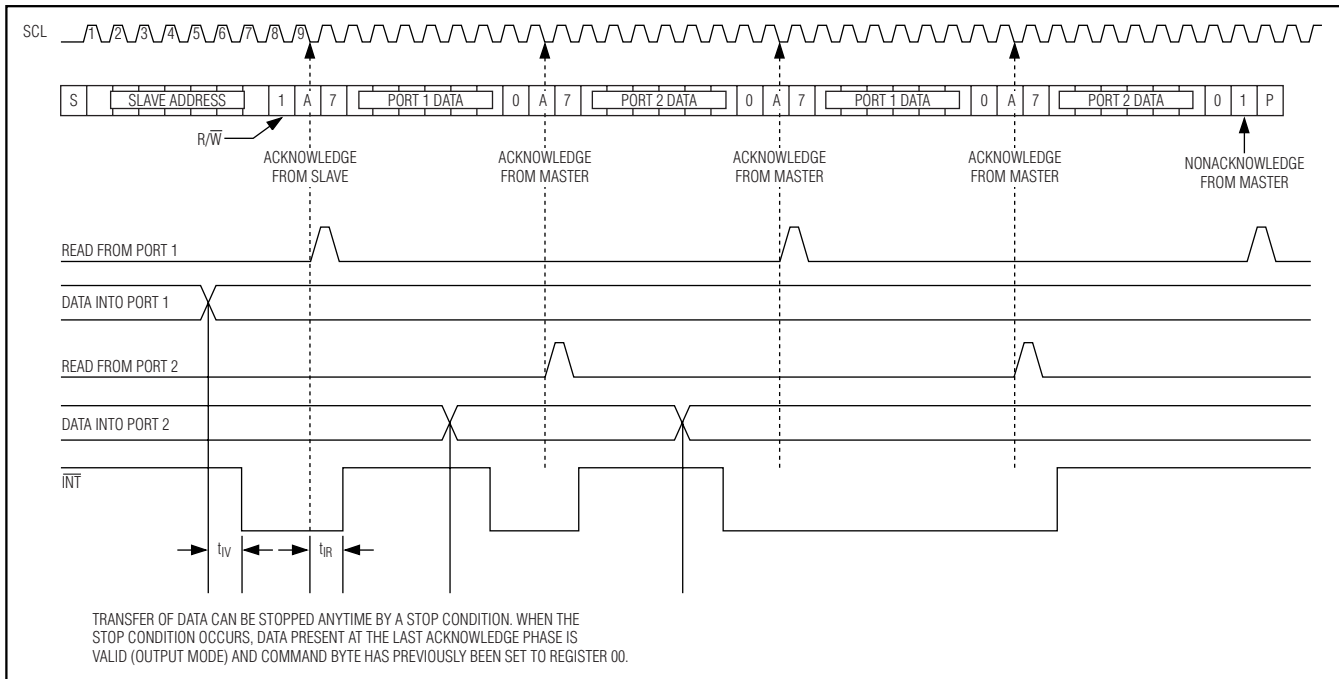 SCL 1 2 3 4 5 6 7 8 9
S SLAVE ADDRESS 1 A 7 PORT 1 DATA 0 A 7 PORT 2 DATA 0 A 7 PORT 1 DATA 0 A 7 PORT 2 DATA 0 1 P
R/W̅
ACKNOWLEDGE
FROM SLAVE
ACKNOWLEDGE
FROM MASTER
ACKNOWLEDGE
FROM MASTER
ACKNOWLEDGE
FROM MASTER
NONACKNOWLEDGE
FROM MASTER
READ FROM PORT 1
DATA INTO PORT 1
READ FROM PORT 2
DATA INTO PORT 2
I̅N̅T̅
tIV tIR
TRANSFER OF DATA CAN BE STOPPED ANYTIME BY A STOP CONDITION. WHEN THE
STOP CONDITION OCCURS, DATA PRESENT AT THE LAST ACKNOWLEDGE PHASE IS
VALID (OUTPUT MODE) AND COMMAND BYTE HAS PREVIOUSLY BEEN SET TO REGISTER 00.